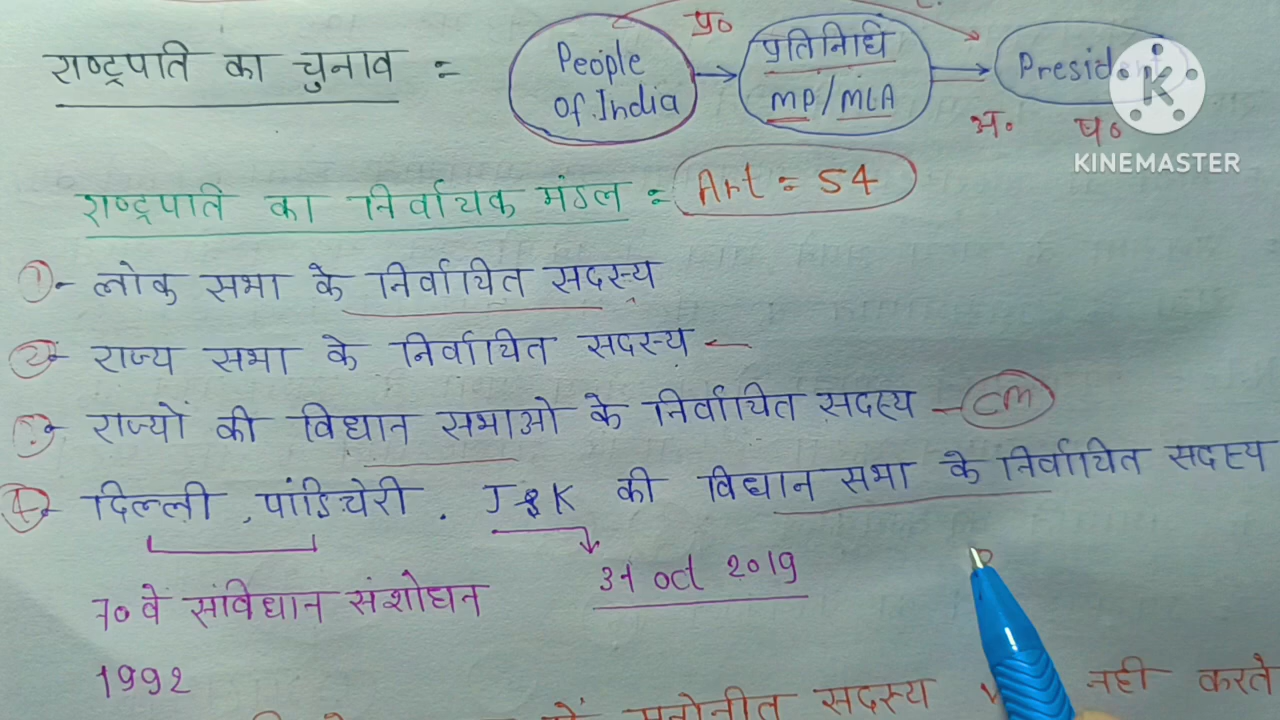 राष्ट्रपति का चुनाव = People of India → प्र० प्रतिनिधि MP/MLA → President
अ० प०
KINEMASTER
राष्ट्रपति का निर्वाचक मंडल = Art = 54
①- लोक सभा के निर्वाचित सदस्य
②- राज्य सभा के निर्वाचित सदस्य -
③- राज्यों की विधान सभाओ के निर्वाचित सदस्य - CM
④- दिल्ली , पांडिचेरी . J&K की विधान सभा के निर्वाचित सदस्य
70 वें संविधान संशोधन 31 oct 2019
1992
मनोनीत सदस्य नही करते